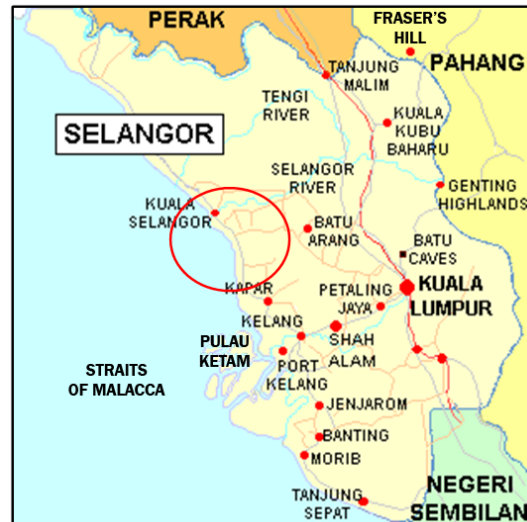 PERAK
FRASER'S
HILL
PAHANG
TANJUNG
MALIM
TENGI
RIVER
KUALA
KUBU
BAHARU
SELANGOR
SELANGOR
RIVER
GENTING
HIGHLANDS
KUALA
SELANGOR
BATU
ARANG
BATU
CAVES
KAPAR
PETALING
JAYA
KUALA
LUMPUR
KELANG
PULAU
KETAM
SHAH
ALAM
STRAITS
OF MALACCA
PORT
KELANG
JENJAROM
BANTING
MORIB
NEGERI
SEMBILAN
TANJUNG
SEPAT